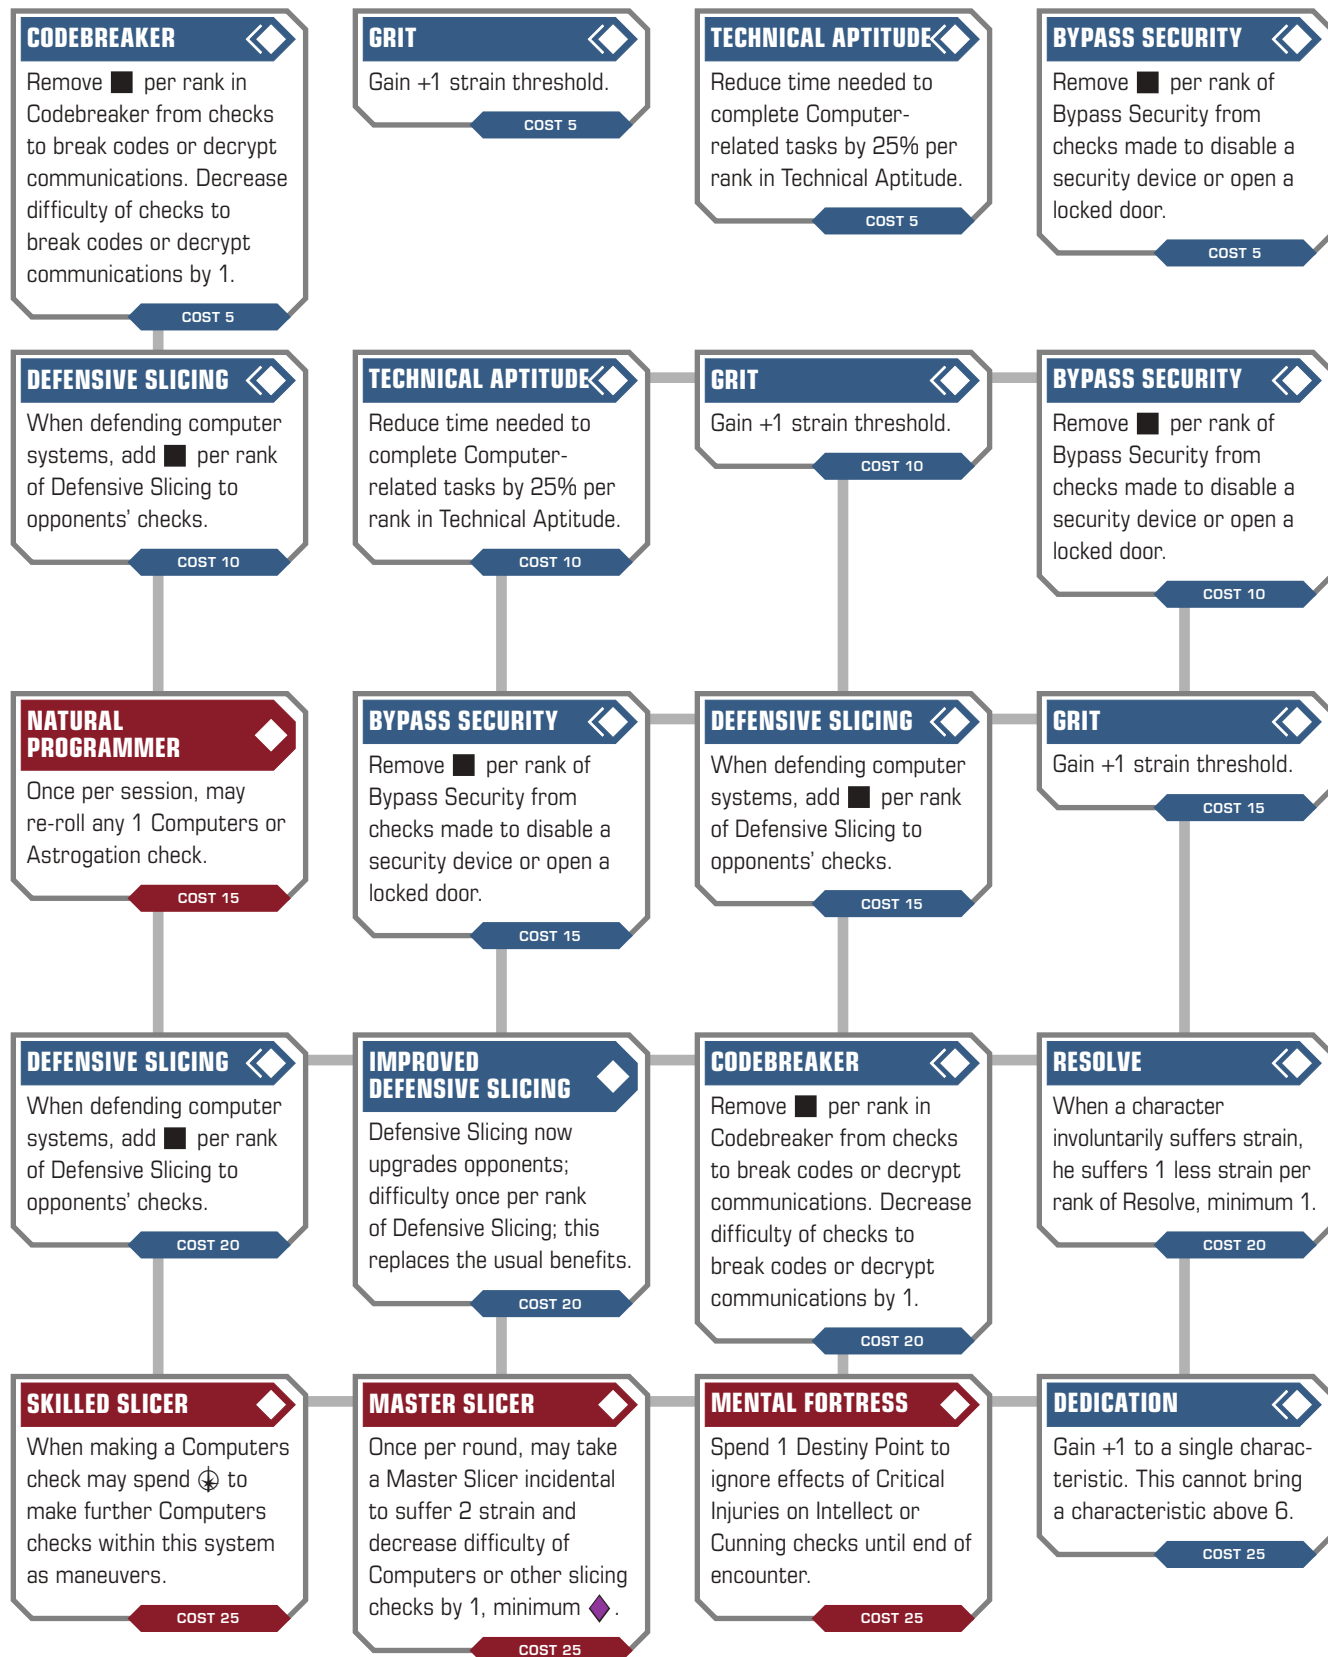 CODEBREAKER
Remove per rank in
Codebreaker from checks
to break codes or decrypt
communications. Decrease
difficulty of checks to
break codes or decrypt
communications by 1.
COST 5
GRIT
Gain +1 strain threshold.
COST 5
TECHNICAL APTITUDE
Reduce time needed to
complete Computer-
related tasks by 25% per
rank in Technical Aptitude.
COST 5
BYPASS SECURITY
Remove per rank of
Bypass Security from
checks made to disable a
security device or open a
locked door.
COST 5
DEFENSIVE SLICING
When defending computer
systems, add per rank
of Defensive Slicing to
opponents' checks.
COST 10
TECHNICAL APTITUDE
Reduce time needed to
complete Computer-
related tasks by 25% per
rank in Technical Aptitude.
COST 10
GRIT
Gain +1 strain threshold.
COST 10
BYPASS SECURITY
Remove per rank of
Bypass Security from
checks made to disable a
security device or open a
locked door.
COST 10
NATURAL
PROGRAMMER
Once per session, may
re-roll any 1 Computers or
Astrogation check.
COST 15
BYPASS SECURITY
Remove per rank of
Bypass Security from
checks made to disable a
security device or open a
locked door.
COST 15
DEFENSIVE SLICING
When defending computer
systems, add per rank
of Defensive Slicing to
opponents' checks.
COST 15
GRIT
Gain +1 strain threshold.
COST 15
DEFENSIVE SLICING
When defending computer
systems, add per rank
of Defensive Slicing to
opponents' checks.
COST 20
IMPROVED
DEFENSIVE SLICING
Defensive Slicing now
upgrades opponents;
difficulty once per rank
of Defensive Slicing; this
replaces the usual benefits.
COST 20
CODEBREAKER
Remove per rank in
Codebreaker from checks
to break codes or decrypt
communications. Decrease
difficulty of checks to
break codes or decrypt
communications by 1.
COST 20
RESOLVE
When a character
involuntarily suffers strain,
he suffers 1 less strain per
rank of Resolve, minimum 1.
COST 20
SKILLED SLICER
When making a Computers
check may spend to
make further Computers
checks within this system
as maneuvers.
COST 25
MASTER SLICER
Once per round, may take
a Master Slicer incidental
to suffer 2 strain and
decrease difficulty of
Computers or other slicing
checks by 1, minimum .
COST 25
MENTAL FORTRESS
Spend 1 Destiny Point to
ignore effects of Critical
Injuries on Intellect or
Cunning checks until end of
encounter.
COST 25
DEDICATION
Gain +1 to a single charac-
teristic. This cannot bring
a characteristic above 6.
COST 25